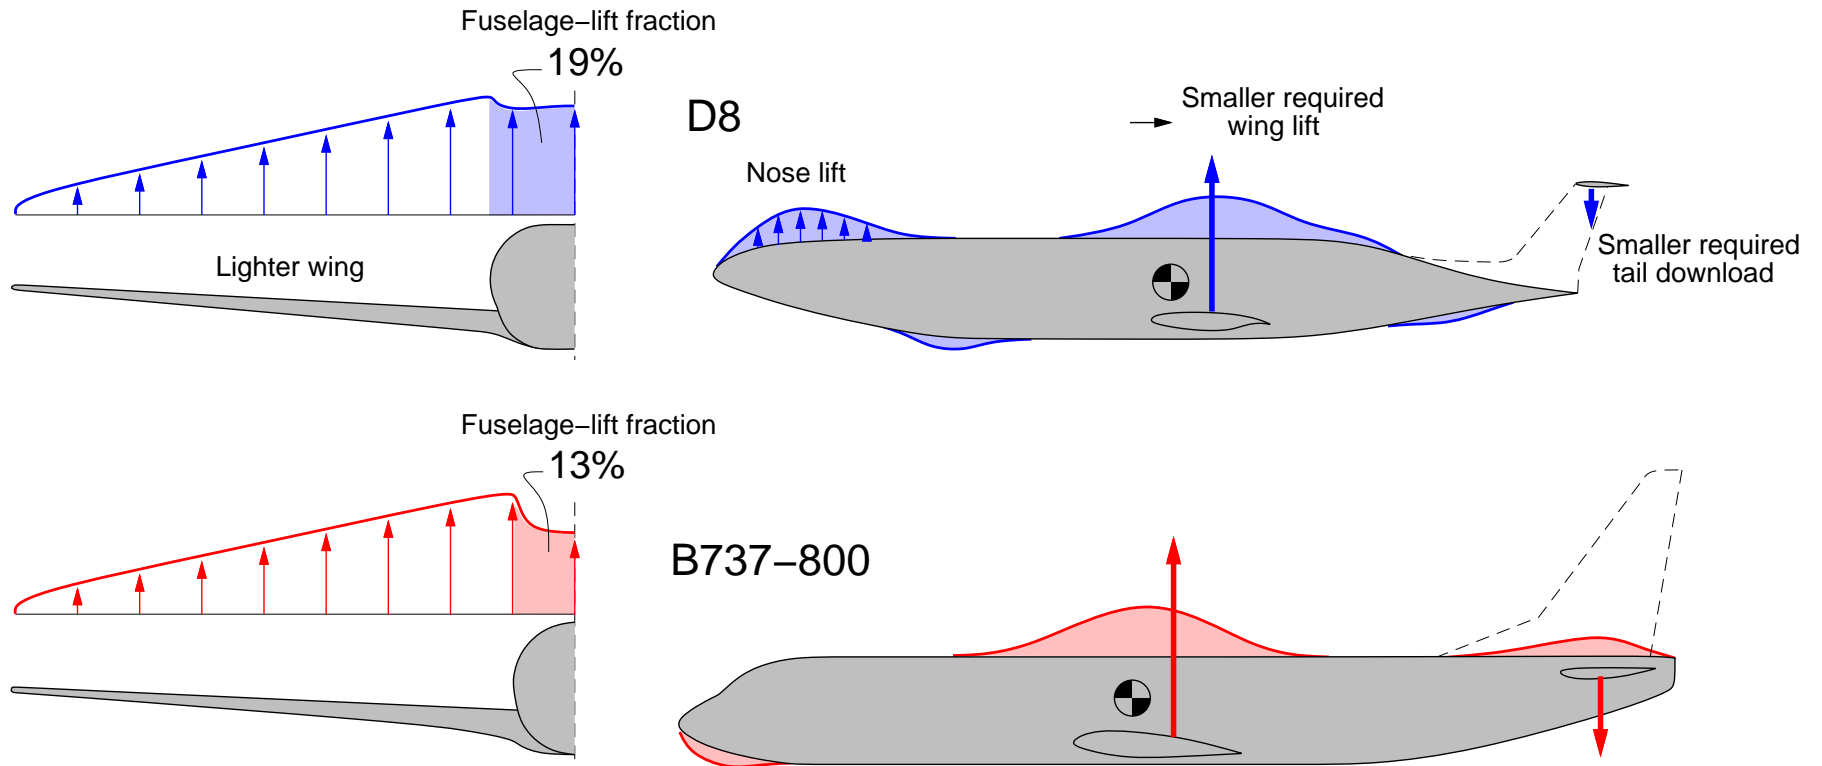 Fuselage−lift fraction
19%
D8
Smaller required
wing lift
Nose lift
Lighter wing
Smaller required
tail download
Fuselage−lift fraction
13%
B737−800